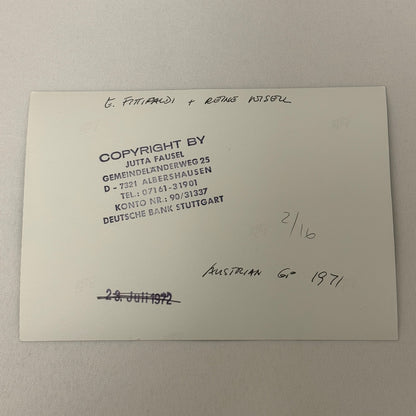 E. FITTIPALDI + REINE WISELL
COPYRIGHT BY
JUTTA FAUSEL
GEMEINDELÄNDERWEG 25
D - 7321 ALBERSHAUSEN
TEL.: 07161-31901
KONTO NR.: 90/31337
DEUTSCHE BANK STUTTGART
2/16
AUSTRIAN GP 1971
23. Juli 1972